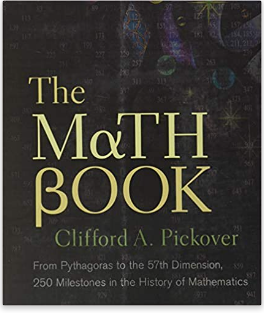 The
MαTH
βOOK
Clifford A. Pickover
From Pythagoras to the 57th Dimension,
250 Milestones in the History of Mathematics